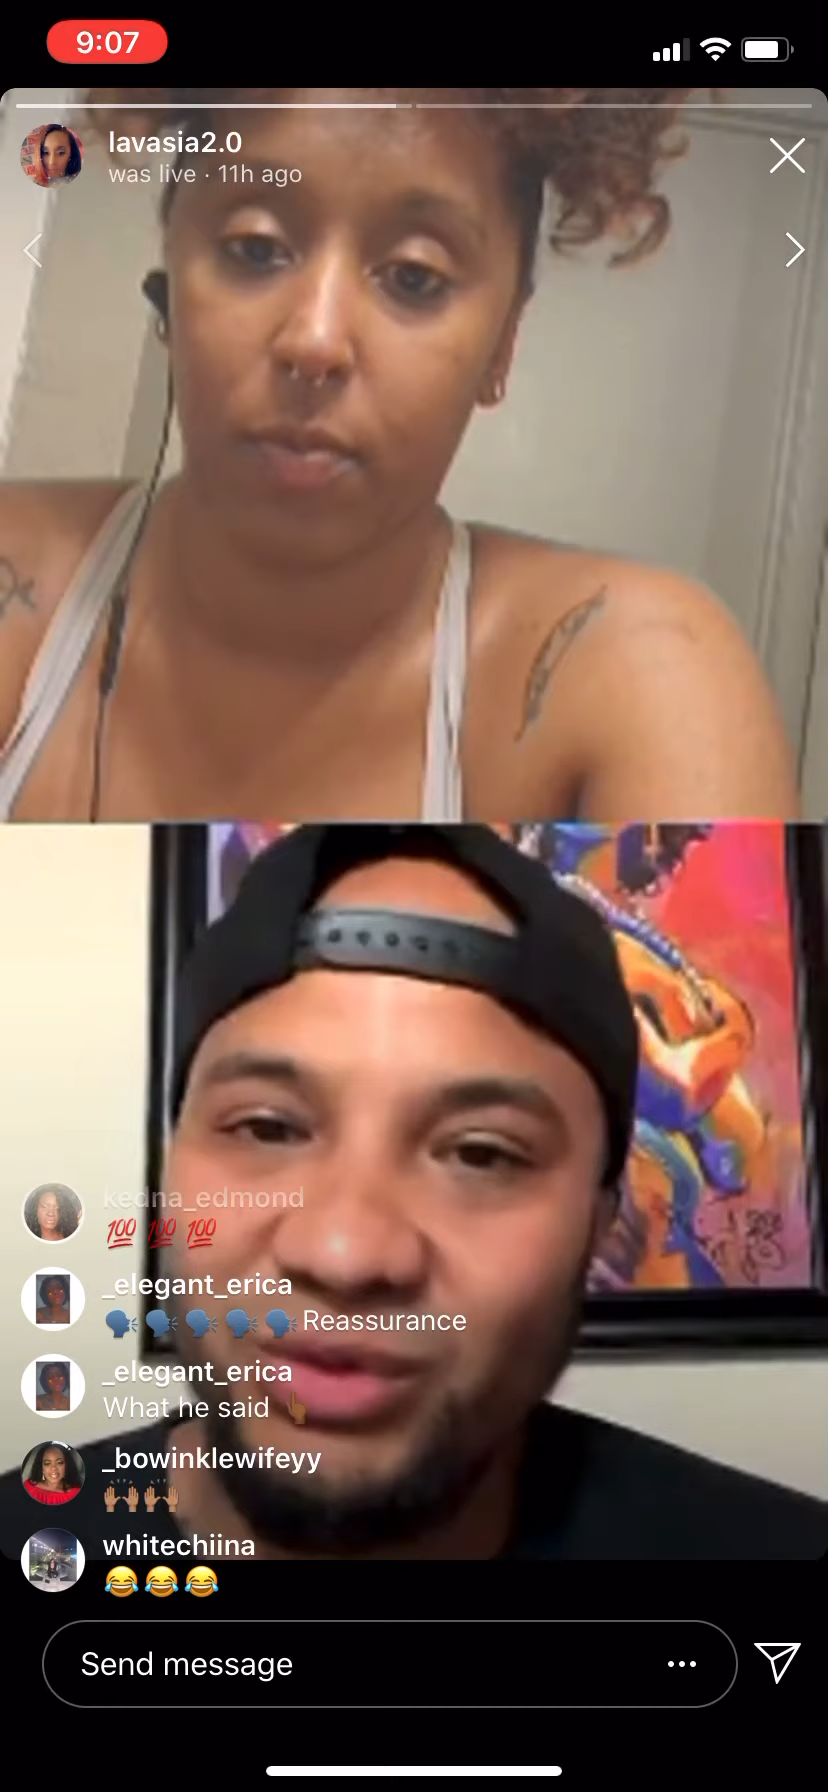 9:07
lavasia2.0
was live · 11h ago
kedna_edmond
💯 💯 💯
_elegant_erica
🗣🗣🗣🗣🗣Reassurance
_elegant_erica
What he said 👆🏾
_bowinklewifeyy
🙌🏽🙌🏽
whitechiina
😂😂😂
Send message